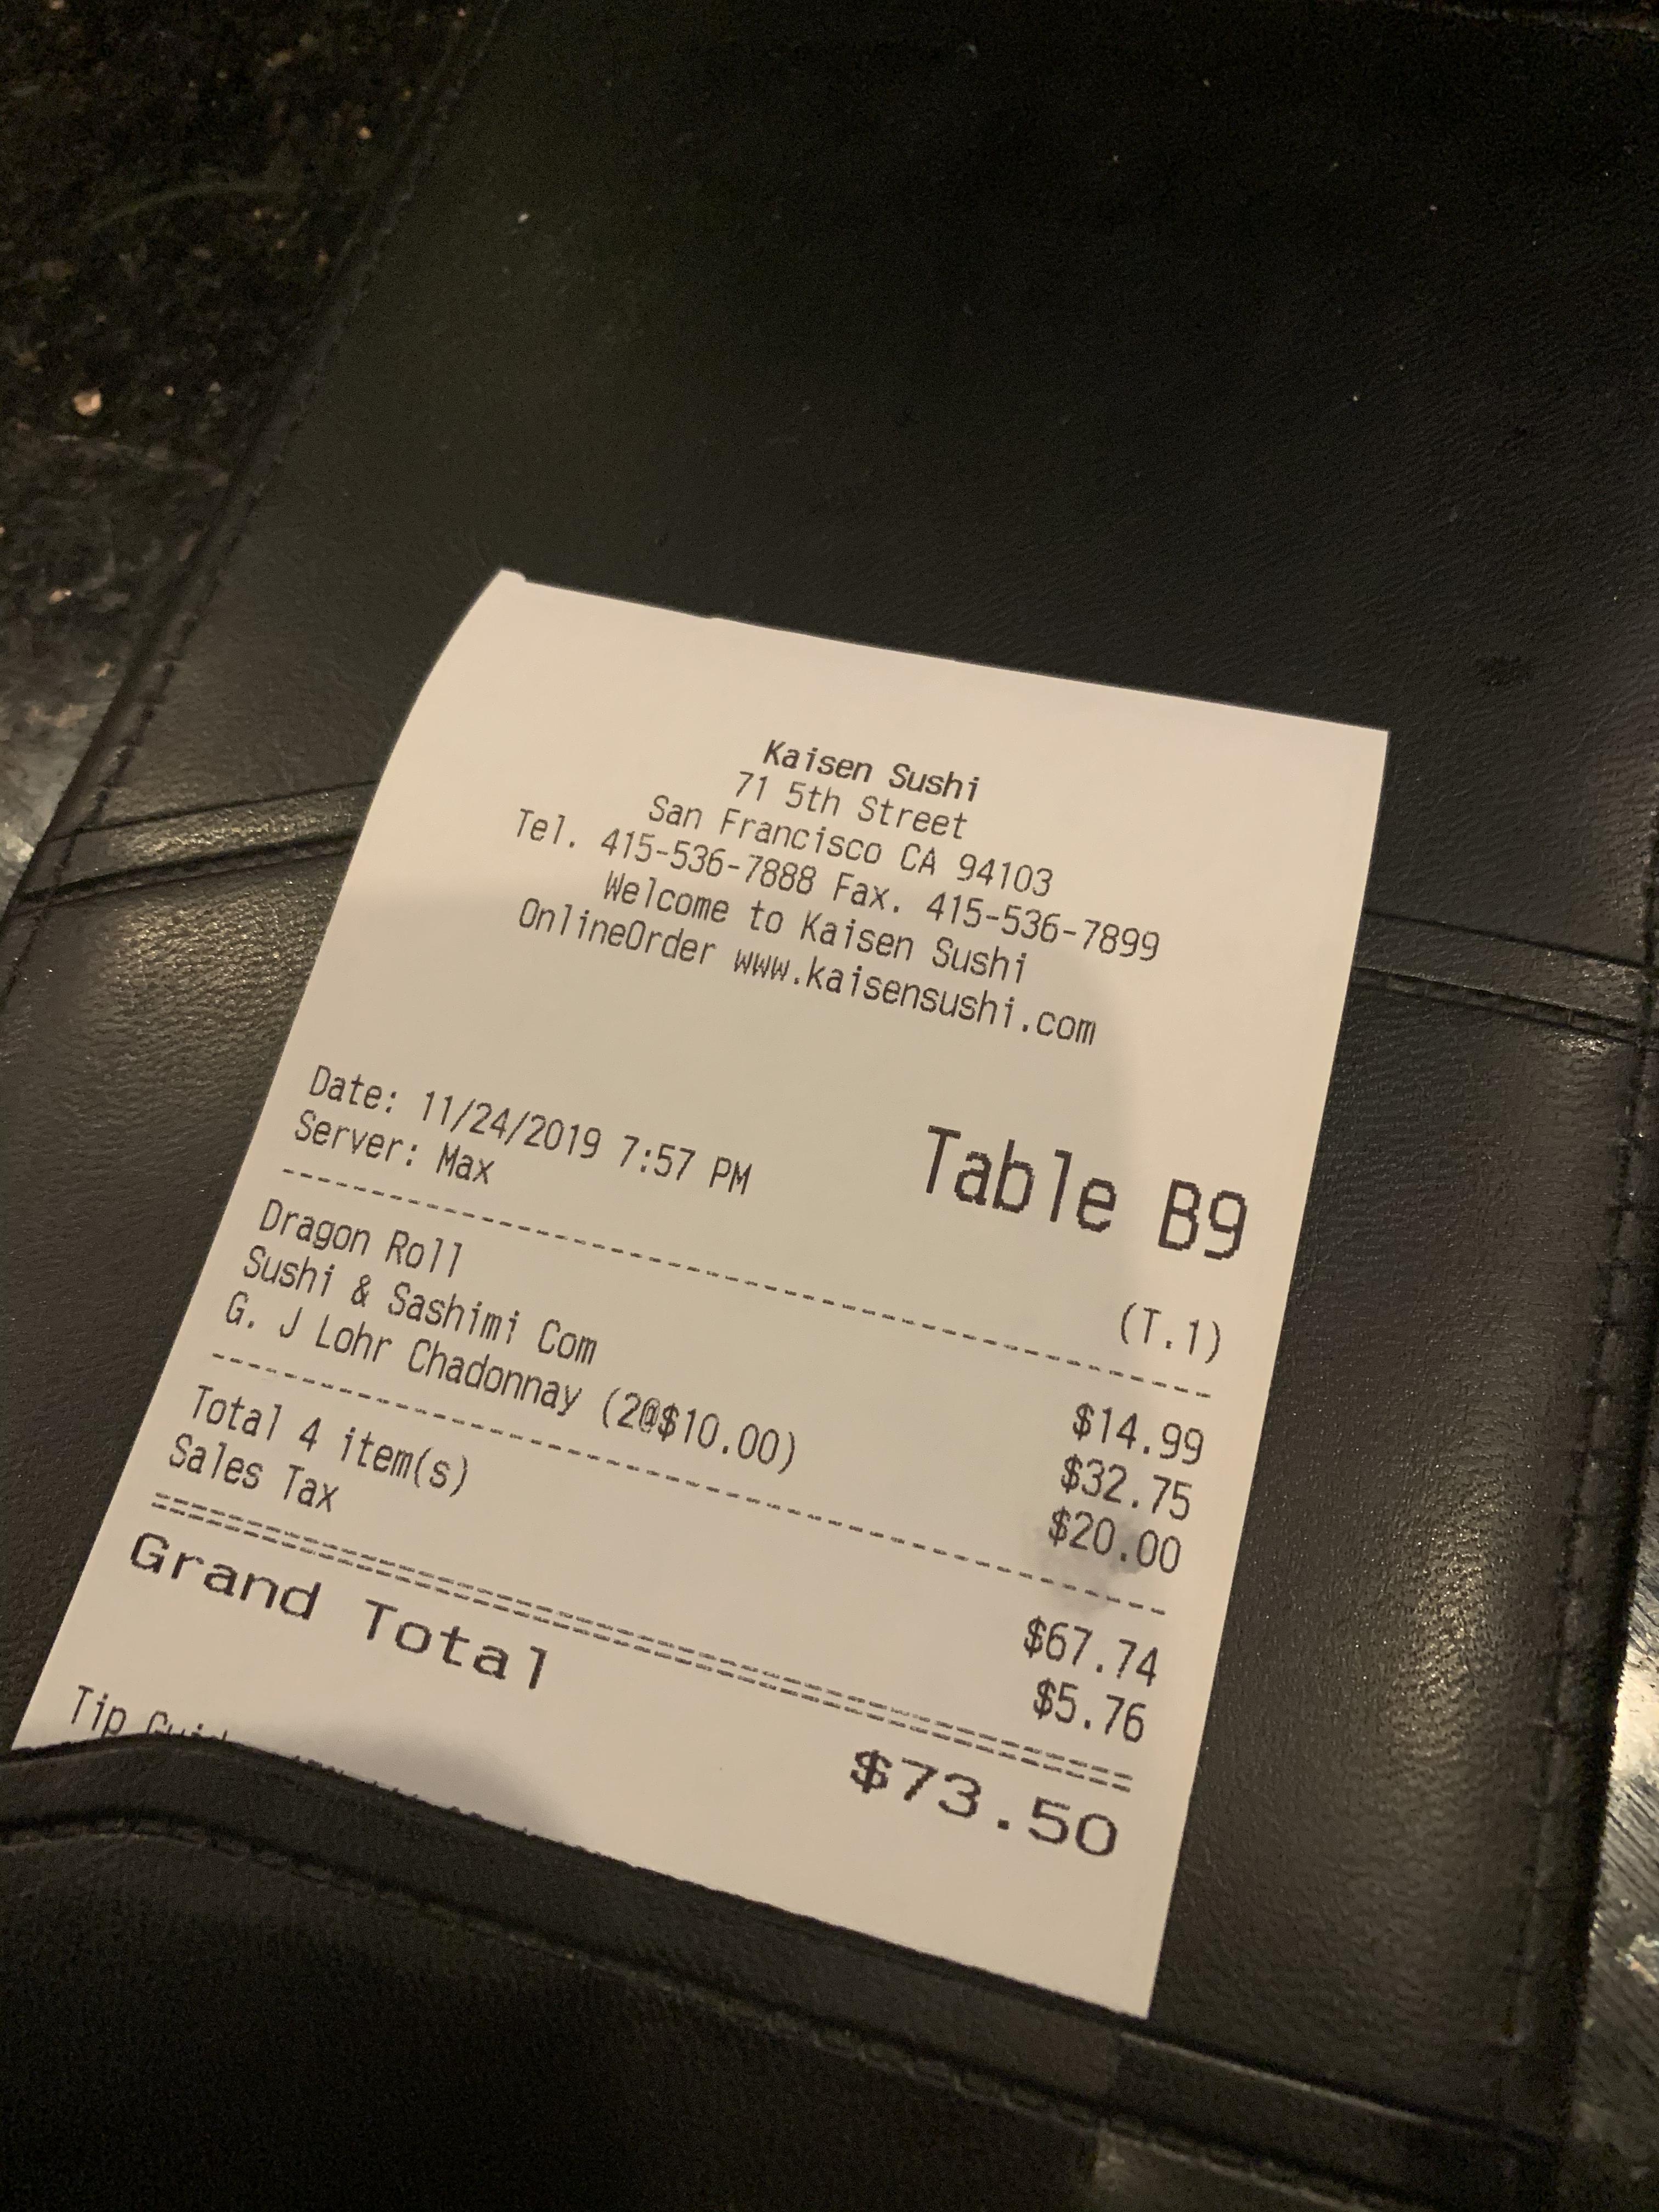 Kaisen Sushi
71 5th Street
San Francisco CA 94103
Tel. 415-536-7888 Fax. 415-536-7899
Welcome to Kaisen Sushi
OnlineOrder www.kaisensushi.com
Table B9
Date: 11/24/2019 7:57 PM
Server: Max (T.1)
Dragon Roll $14.99
Sushi & Sashimi Com $32.75
G. J Lohr Chadonnay (2@$10.00) $20.00
Total 4 item(s) $67.74
Sales Tax $5.76
Grand Total $73.50
Tip